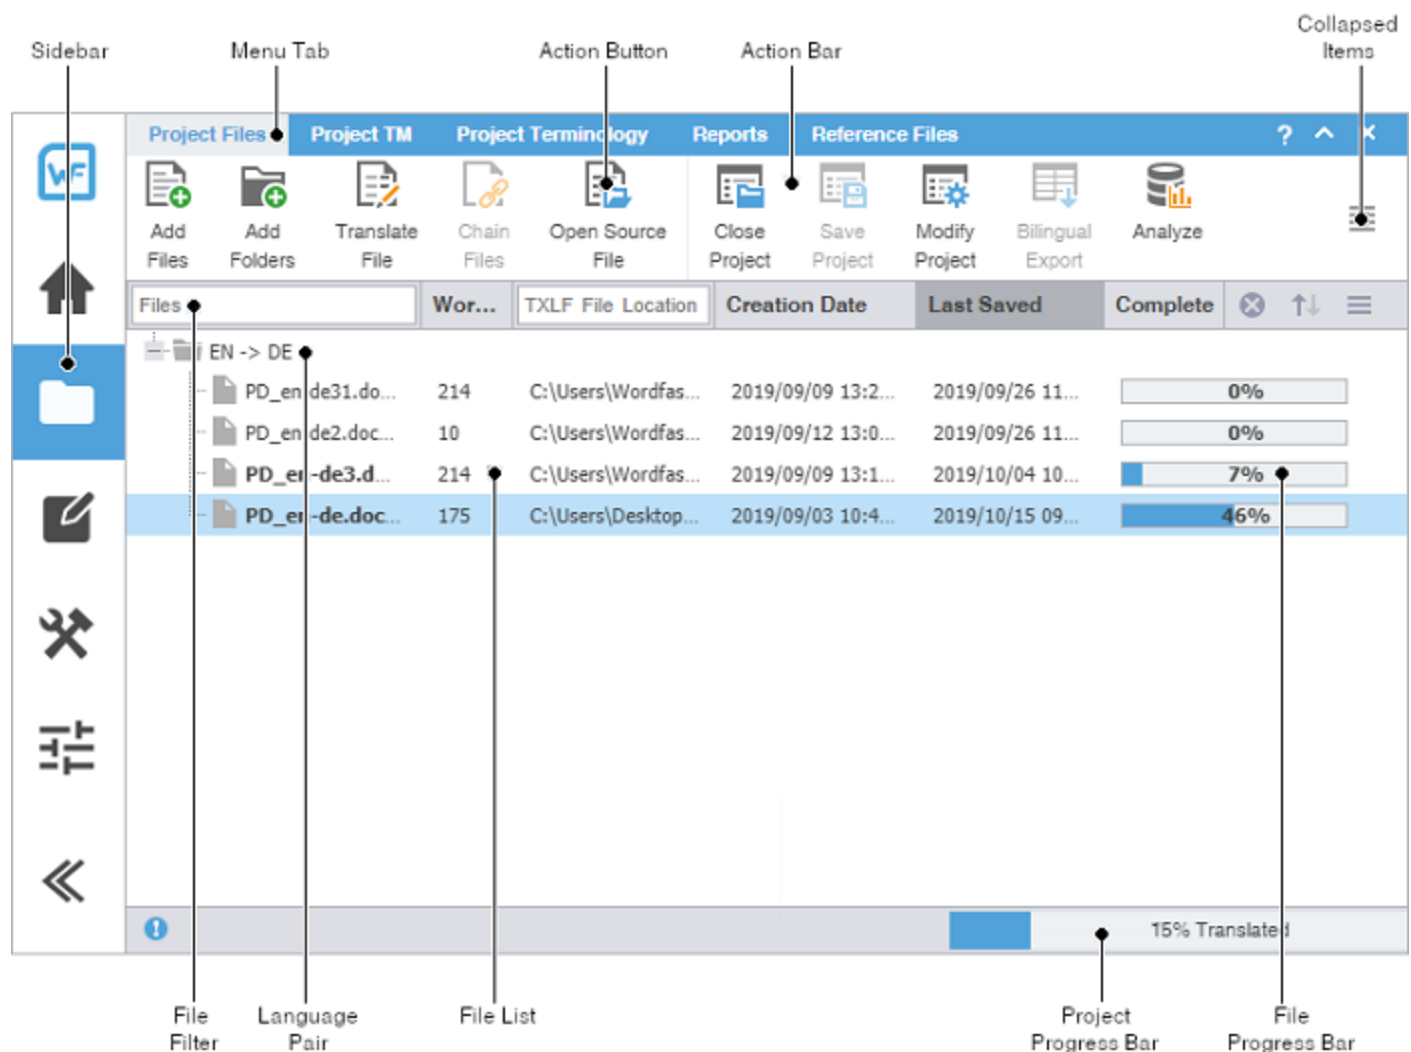 Collapsed
Items
Sidebar
Menu Tab
Action Button
Action Bar
WF
Project Files
Project TM
Project Terminology
Reports
Reference Files
?
Add
Files
Add
Folders
Translate
File
Chain
Files
Open Source
File
Close
Project
Save
Project
Modify
Project
Bilingual
Export
Analyze
Files
Wor...
TXLF File Location
Creation Date
Last Saved
Complete
EN -> DE
PD_en-de31.do... 214 C:\Users\Wordfas... 2019/09/09 13:2... 2019/09/26 11... 0%
PD_en-de2.doc... 10 C:\Users\Wordfas... 2019/09/12 13:0... 2019/09/26 11... 0%
PD_en-de3.d... 214 C:\Users\Wordfas... 2019/09/09 13:1... 2019/10/04 10... 7%
PD_en-de.doc... 175 C:\Users\Desktop... 2019/09/03 10:4... 2019/10/15 09... 46%
15% Translated
File
Filter
Language
Pair
File List
Project
Progress Bar
File
Progress Bar